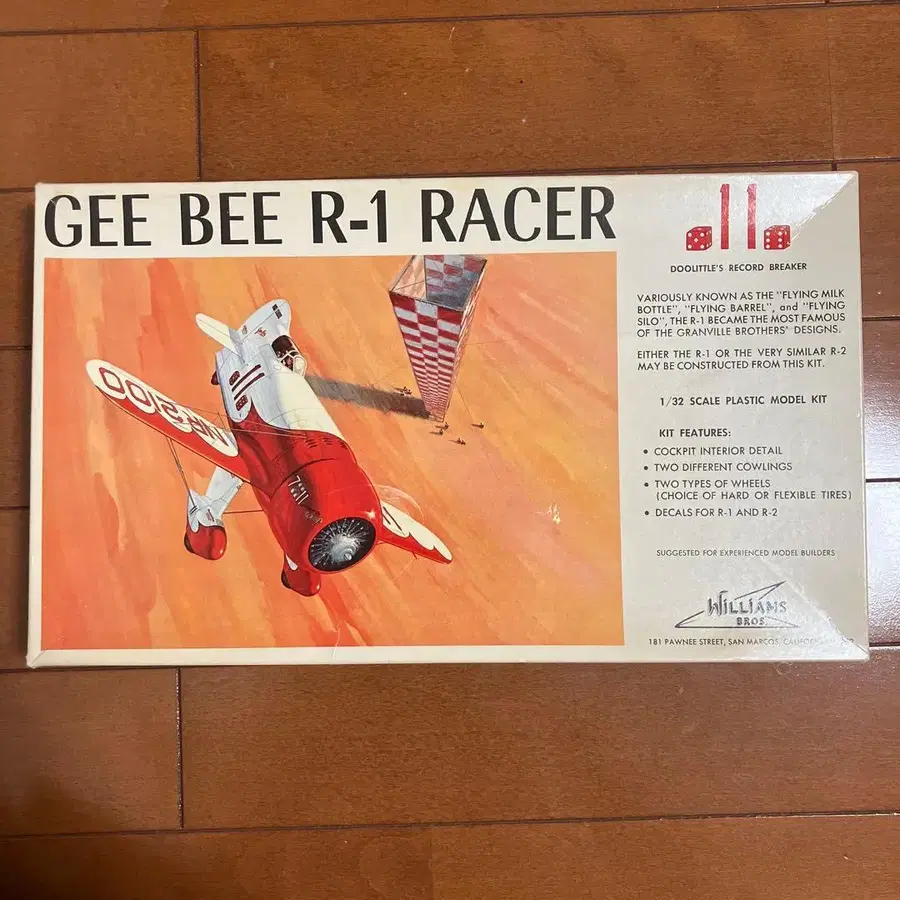 GEE BEE R-1 RACER
11
DOOLITTLE'S RECORD BREAKER
VARIOUSLY KNOWN AS THE "FLYING MILK
BOTTLE", "FLYING BARREL", and "FLYING
SILO", THE R-1 BECAME THE MOST FAMOUS
OF THE GRANVILLE BROTHERS' DESIGNS.
EITHER THE R-1 OR THE VERY SIMILAR R-2
MAY BE CONSTRUCTED FROM THIS KIT.
1/32 SCALE PLASTIC MODEL KIT
KIT FEATURES:
• COCKPIT INTERIOR DETAIL
• TWO DIFFERENT COWLINGS
• TWO TYPES OF WHEELS
(CHOICE OF HARD OR FLEXIBLE TIRES)
• DECALS FOR R-1 AND R-2
SUGGESTED FOR EXPERIENCED MODEL BUILDERS
WILLIAMS
BROS.
181 PAWNEE STREET, SAN MARCOS,
NR2100
11